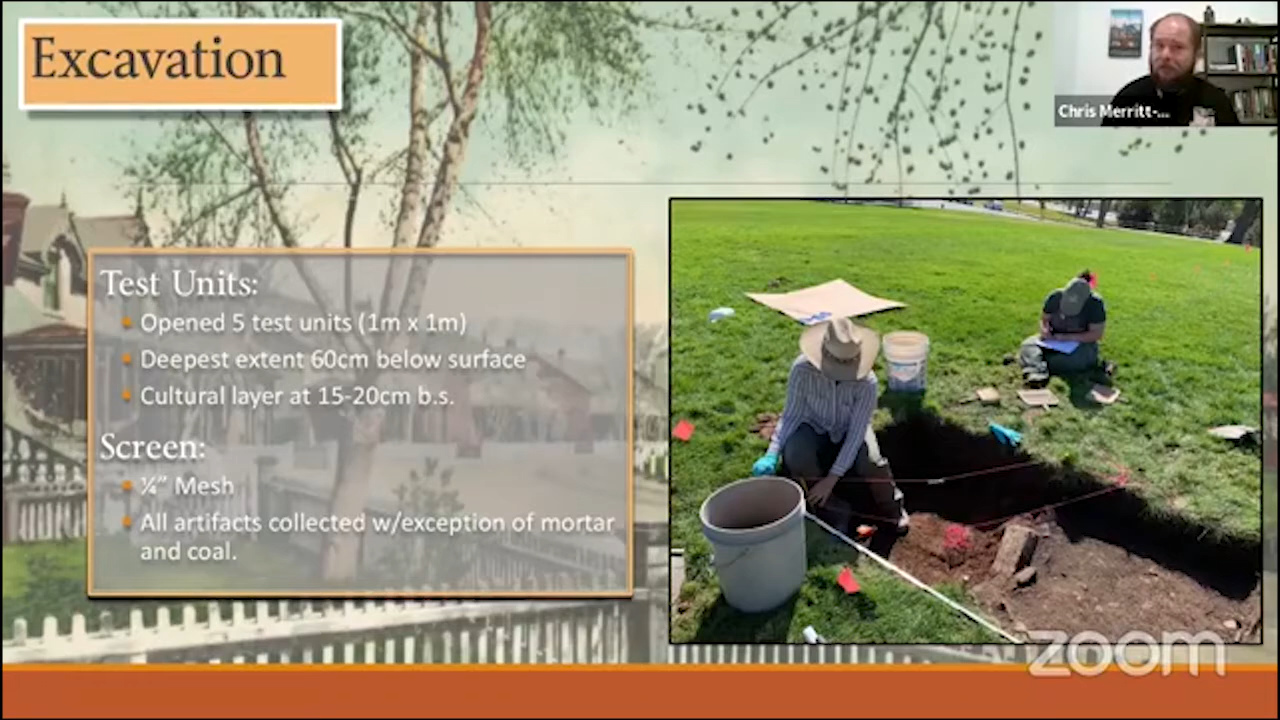 Excavation
Chris Merritt-...
Test Units:
Opened 5 test units (1m x 1m)
Deepest extent 60cm below surface
Cultural layer at 15-20cm b.s.
Screen:
¼” Mesh
All artifacts collected w/exception of mortar
and coal.
zoom